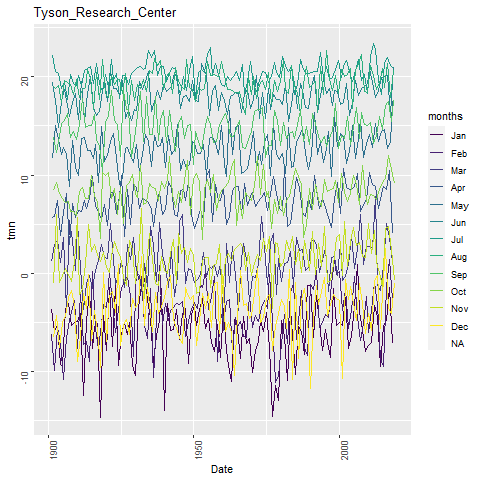 Tyson_Research_Center
tmn
20
10
0
-10
1900
1950
2000
Date
months
Jan
Feb
Mar
Apr
May
Jun
Jul
Aug
Sep
Oct
Nov
Dec
NA